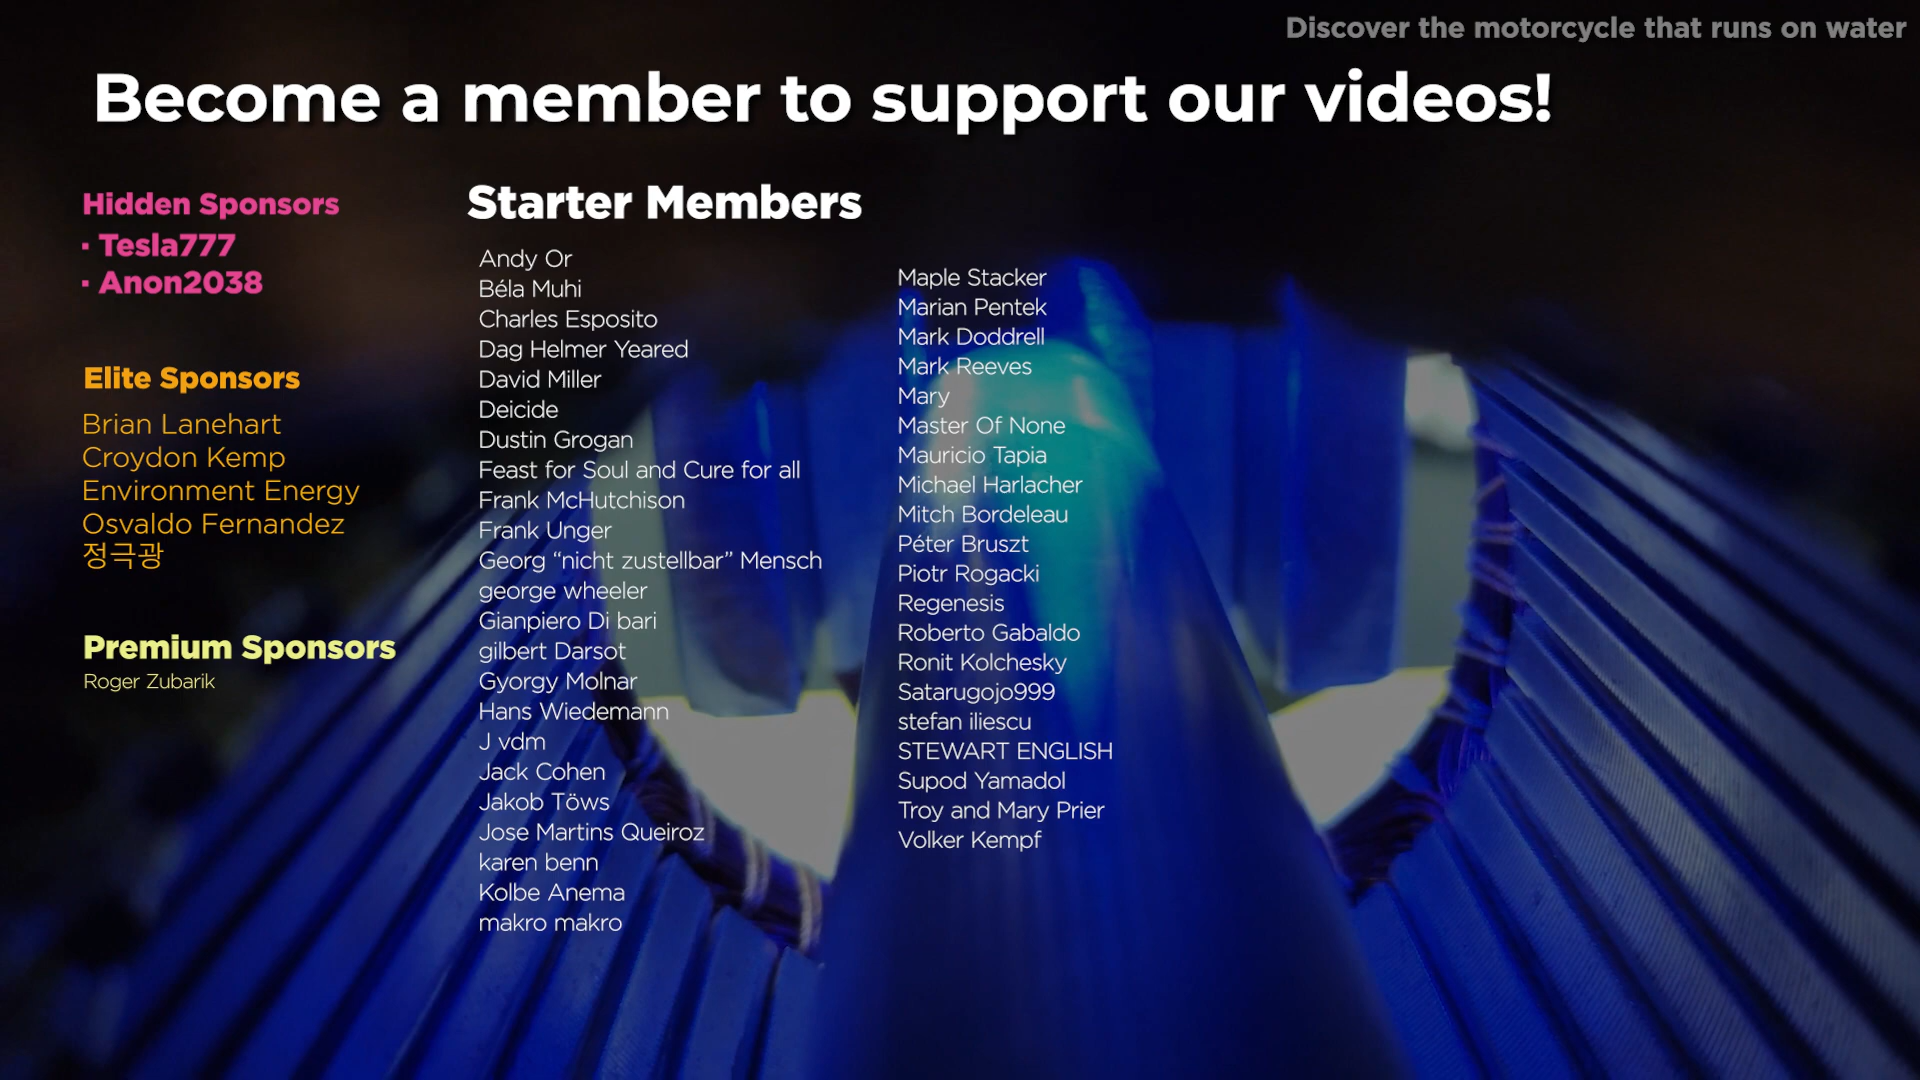 Discover the motorcycle that runs on water
Become a member to support our videos!
Hidden Sponsors
· Tesla777
· Anon2038
Elite Sponsors
Brian Lanehart
Croydon Kemp
Environment Energy
Osvaldo Fernandez
정극광
Premium Sponsors
Roger Zubarik
Starter Members
Andy Or
Béla Muhi
Charles Esposito
Dag Helmer Yeared
David Miller
Deicide
Dustin Grogan
Feast for Soul and Cure for all
Frank McHutchison
Frank Unger
Georg “nicht zustellbar” Mensch
george wheeler
Gianpiero Di bari
gilbert Darsot
Gyorgy Molnar
Hans Wiedemann
J vdm
Jack Cohen
Jakob Töws
Jose Martins Queiroz
karen benn
Kolbe Anema
makro makro
Maple Stacker
Marian Pentek
Mark Doddrell
Mark Reeves
Mary
Master Of None
Mauricio Tapia
Michael Harlacher
Mitch Bordeleau
Péter Bruszt
Piotr Rogacki
Regenesis
Roberto Gabaldo
Ronit Kolchesky
Satarugojo999
stefan iliescu
STEWART ENGLISH
Supod Yamadol
Troy and Mary Prier
Volker Kempf